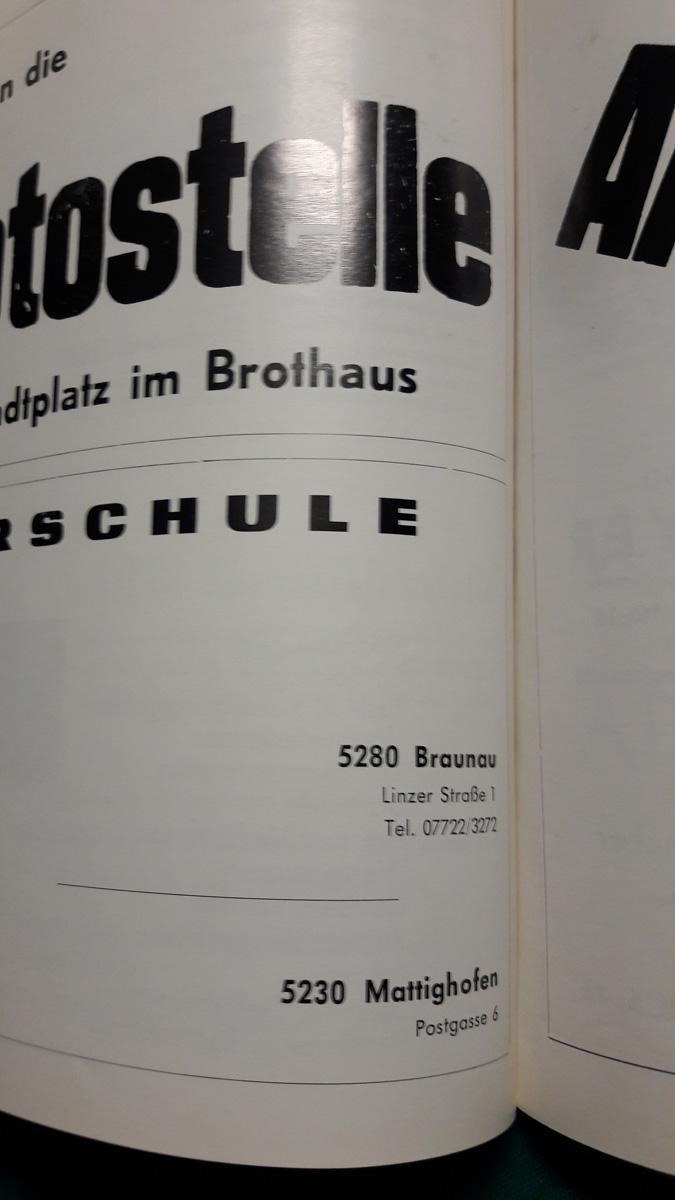 n die
tostelle
dtplatz im Brothaus
RSCHULE
5280 Braunau
Linzer Straße 1
Tel. 07722/3272
5230 Mattighofen
Postgasse 6
A